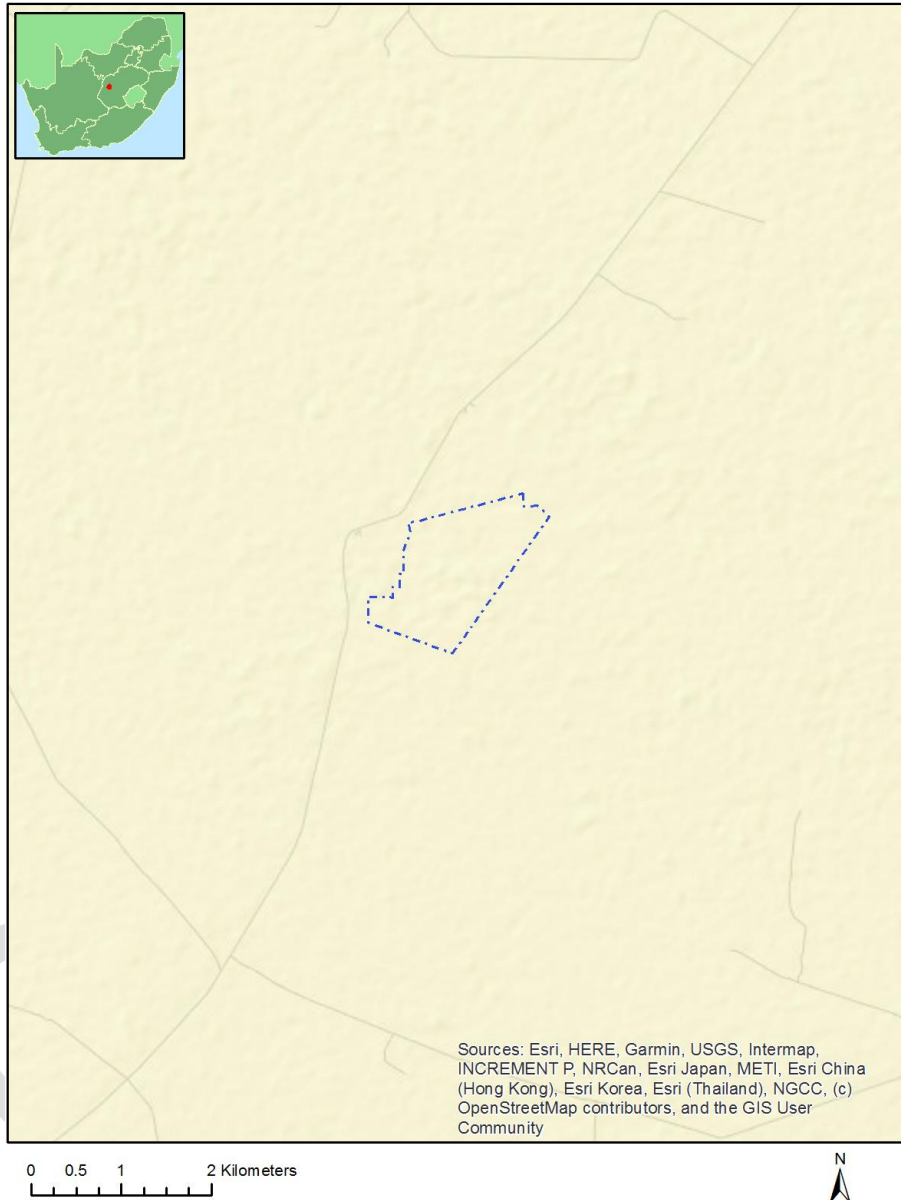 Sources: Esri, HERE, Garmin, USGS, Intermap,
INCREMENT P, NRCan, Esri Japan, METI, Esri China
(Hong Kong), Esri Korea, Esri (Thailand), NGCC, (c)
OpenStreetMap contributors, and the GIS User
Community
0 0.5 1 2 Kilometers
N